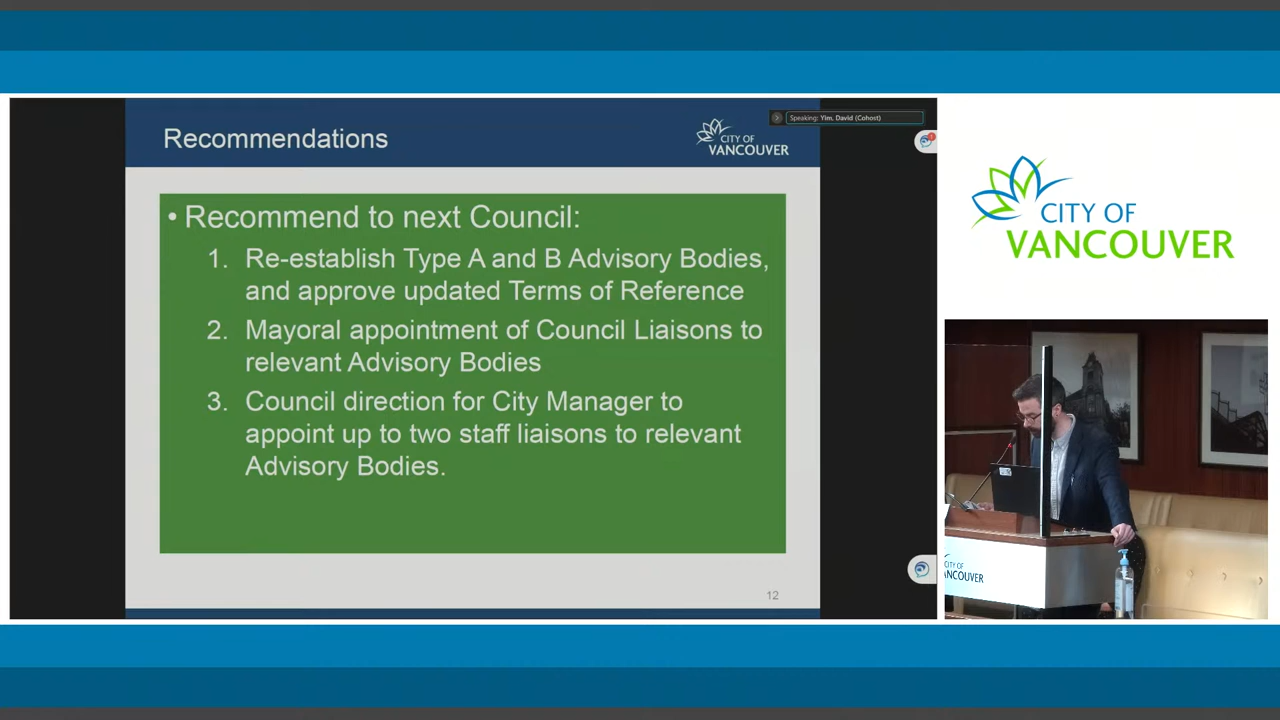 Recommendations
CITY OF
VANCOUVER
Speaking: Yim, David (Cohost)
• Recommend to next Council:
1. Re-establish Type A and B Advisory Bodies,
and approve updated Terms of Reference
2. Mayoral appointment of Council Liaisons to
relevant Advisory Bodies
3. Council direction for City Manager to
appoint up to two staff liaisons to relevant
Advisory Bodies.
12
CITY OF
VANCOUVER
CITY OF
VANCOUVER